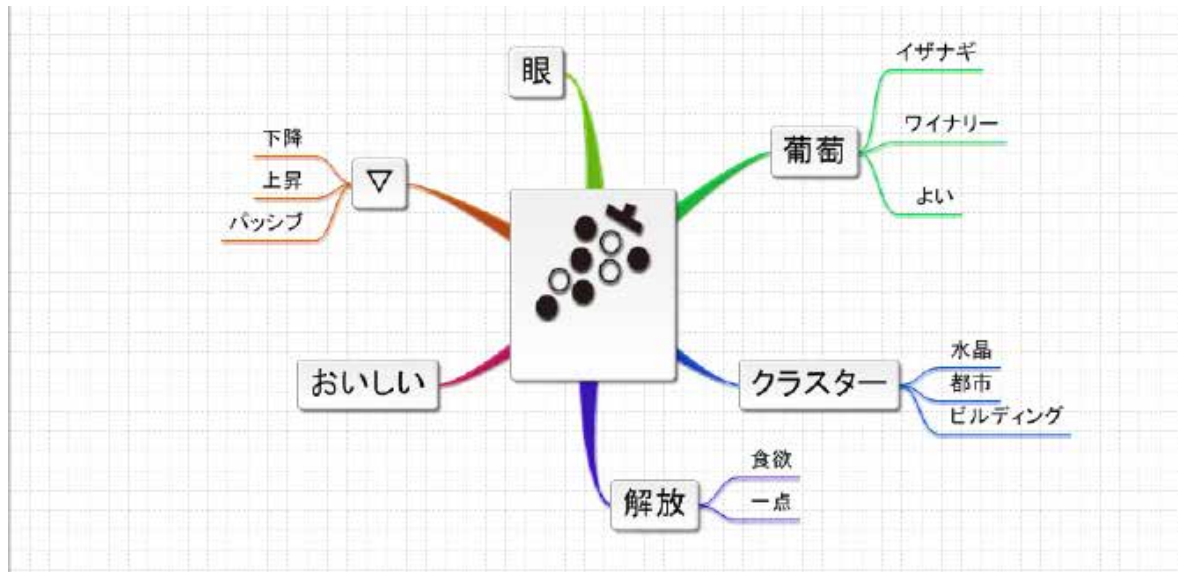 眼
イザナギ
ワイナリー
葡萄
よい
下降
上昇
パッシブ
▽
おいしい
クラスター
水晶
都市
ビルディング
解放
食欲
一点